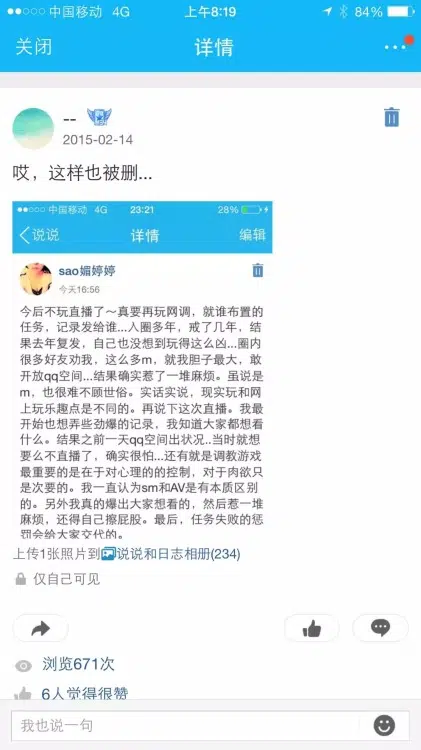 中国移动 4G 上午8:19 84%
关闭 详情
--
2015-02-14
哎，这样也被删...
中国移动 4G 23:21 28%
说说 详情 编辑
sao媚婷婷
今天16:56
今后不玩直播了～真要再玩网调，就谁布置的
任务，记录发给谁...入圈多年，戒了几年，结
果去年复发，自己也没想到玩得这么凶...圈内
很多好友劝我，这么多m，就我胆子最大，敢
开放qq空间...结果确实惹了一堆麻烦。虽说是
m，也很难不顾世俗。实话实说，现实玩和网
上玩乐趣点是不同的。再说下这次直播。我最
开始也想弄些劲爆的记录，我知道大家都想看
什么。结果之前一天qq空间出状况..当时就想
要么不直播了，确实很怕...还有就是调教游戏
最重要的是在于对心理的的控制，对于肉欲只
是次要的。我一直认为sm和AV是有本质区别
的。另外我真的爆出大家想看的，然后惹一堆
麻烦，还得自己擦屁股。最后，任务失败的惩
罚会给大家交代的。
上传1张照片到说说和日志相册(234)
仅自己可见
浏览671次
6人觉得很赞
我也说一句